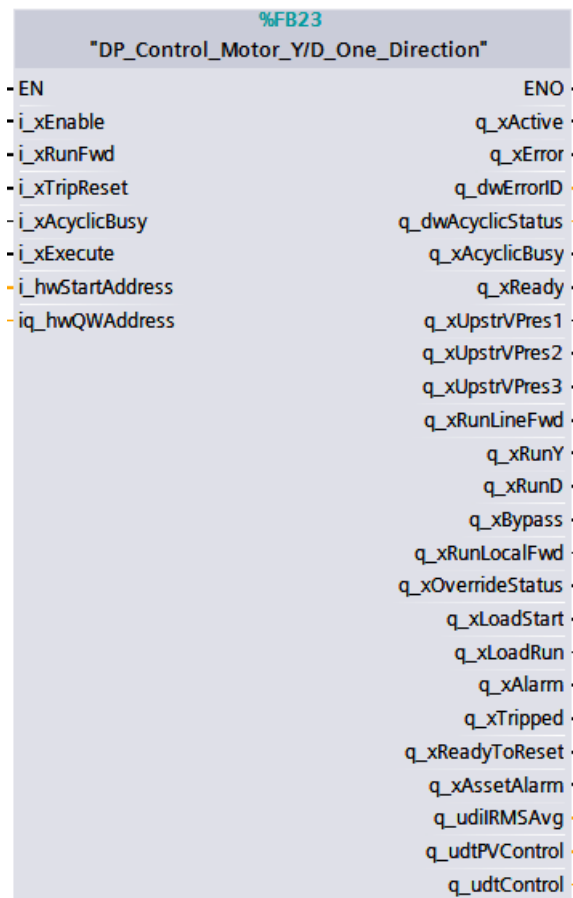 %FB23
"DP_Control_Motor_Y/D_One_Direction"
EN ENO
i_xEnable q_xActive
i_xRunFwd q_xError
i_xTripReset q_dwErrorID
i_xAcyclicBusy q_dwAcyclicStatus
i_xExecute q_xAcyclicBusy
i_hwStartAddress q_xReady
iq_hwQWAddress q_xUpstrVPres1
q_xUpstrVPres2
q_xUpstrVPres3
q_xRunLineFwd
q_xRunY
q_xRunD
q_xBypass
q_xRunLocalFwd
q_xOverrideStatus
q_xLoadStart
q_xLoadRun
q_xAlarm
q_xTripped
q_xReadyToReset
q_xAssetAlarm
q_udiIRMSAvg
q_udtPVControl
q_udtControl